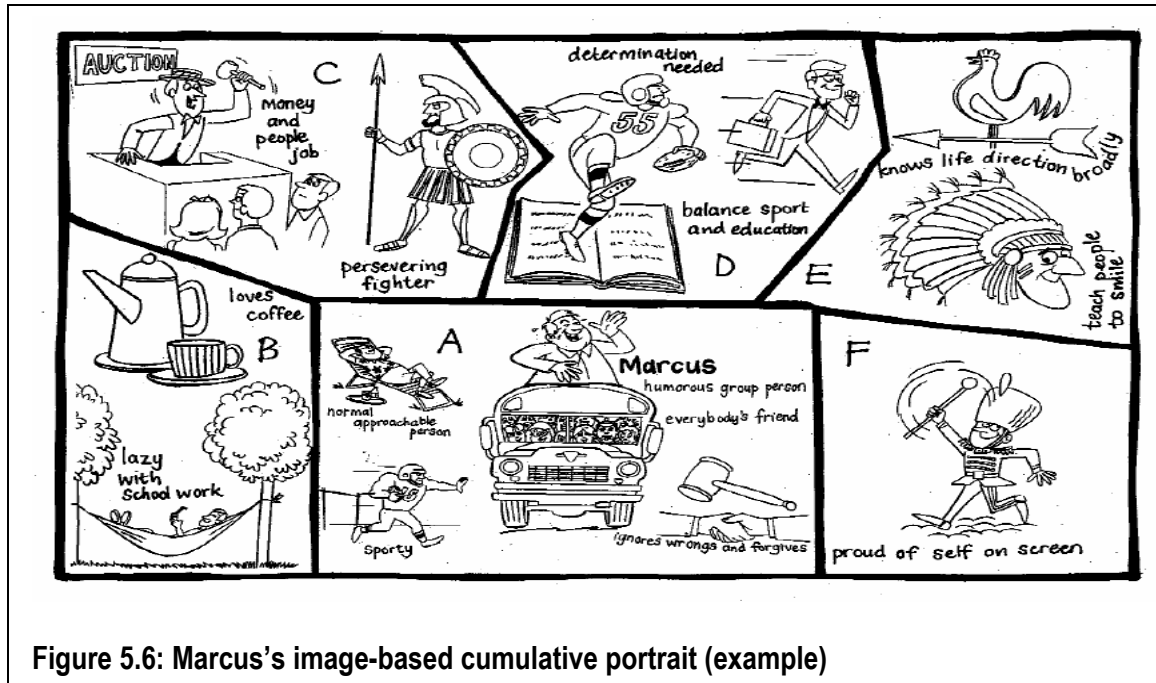 AUCTION
C
money
and
people
job
persevering
fighter
determination
needed
55
balance sport
and education
D
knows life direction broadly
teach people
to smile
E
loves
coffee
B
lazy
with
school work
A
normal
approachable
person
sporty
Marcus
humorous group person
everybody's friend
ignores wrongs and forgives
F
proud of self on screen
Figure 5.6: Marcus's image-based cumulative portrait (example)